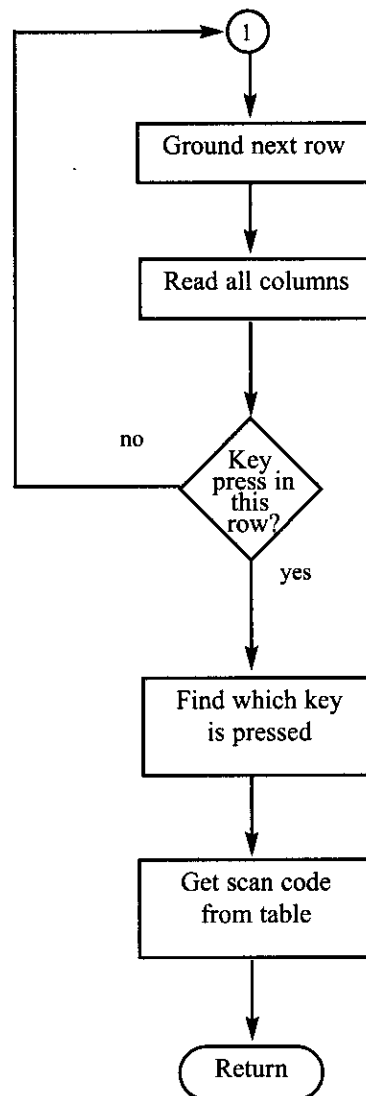 1
Ground next row
Read all columns
no
Key
press in
this
row?
yes
Find which key
is pressed
Get scan code
from table
Return